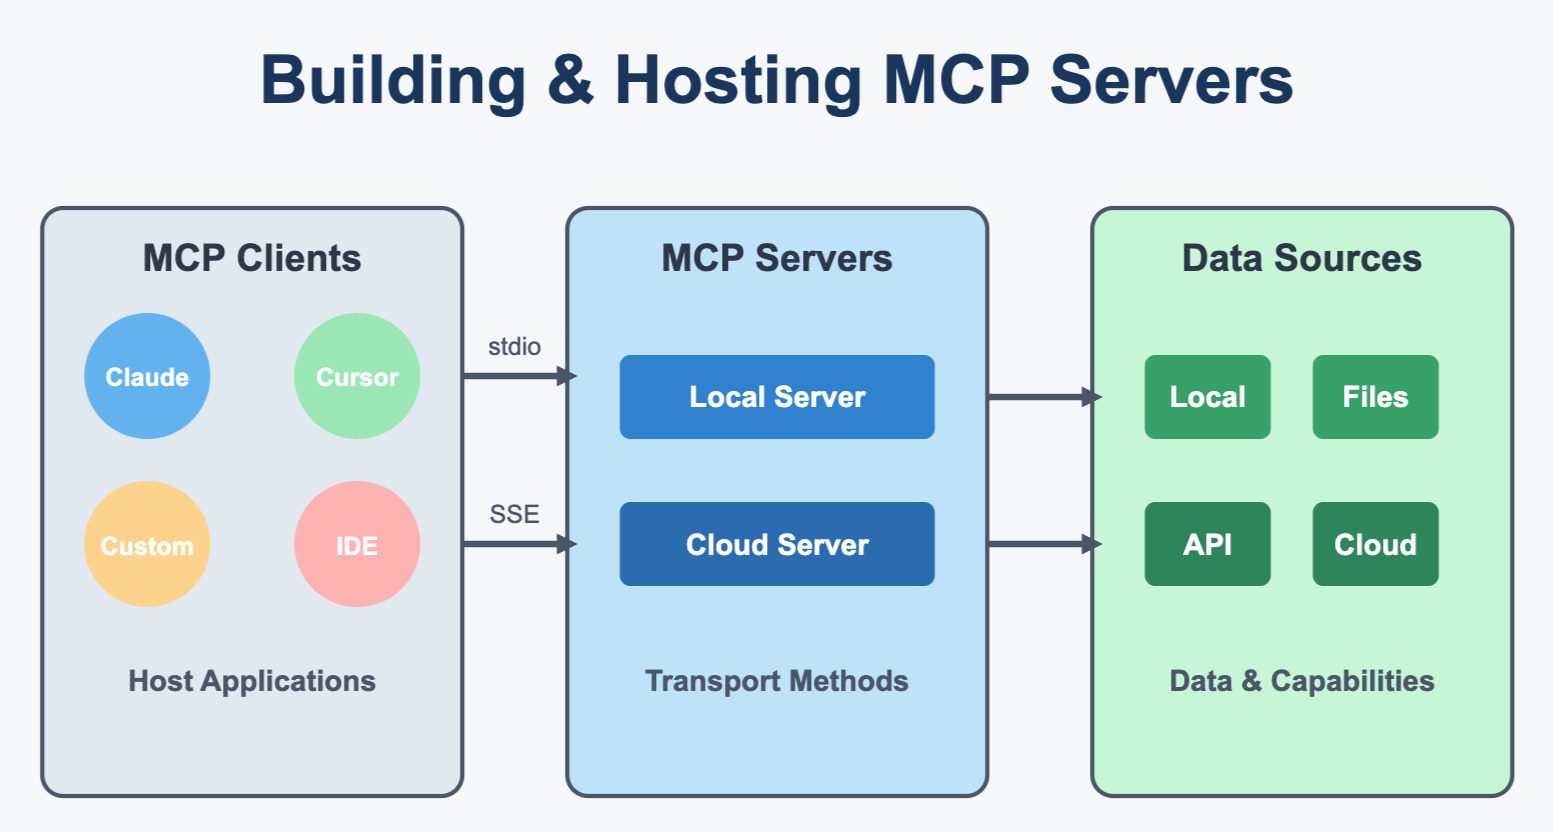 Building & Hosting MCP Servers
MCP Clients
Claude
Cursor
Custom
IDE
Host Applications
stdio
SSE
MCP Servers
Local Server
Cloud Server
Transport Methods
Data Sources
Local
Files
API
Cloud
Data & Capabilities